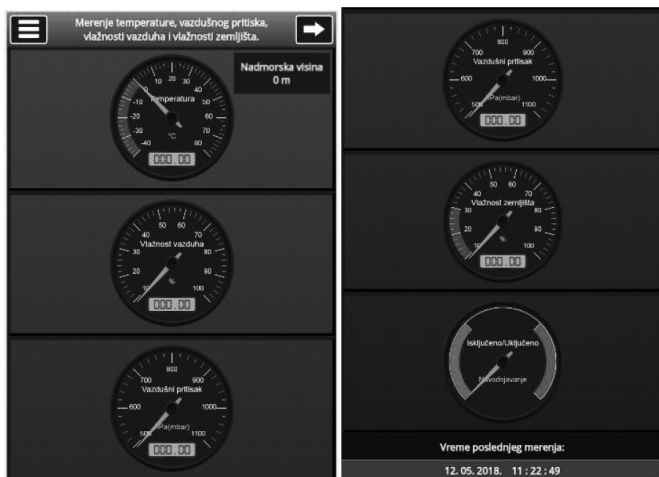 Merenje temperature, vazdušnog pritiska,
vlažnosti vazduha i vlažnosti zemljišta.
Nadmorska visina
0 m
-40 -30 -20 -10 0 10 20 30 40 50 60 70 80
Temperatura
°C
000.00
10 20 30 40 50 60 70 80 90 100
Vlažnost vazduha
%
000.00
500 600 700 800 900 1000 1100
Vazdušni pritisak
hPa(mbar)
000.00
500 600 700 800 900 1000 1100
Vazdušni pritisak
hPa(mbar)
000.00
10 20 30 40 50 60 70 80 90 100
Vlažnost zemljišta
%
000.00
Isključeno/Uključeno
Navodnjavanje
Vreme poslednjeg merenja:
12. 05. 2018. 11 : 22 : 49